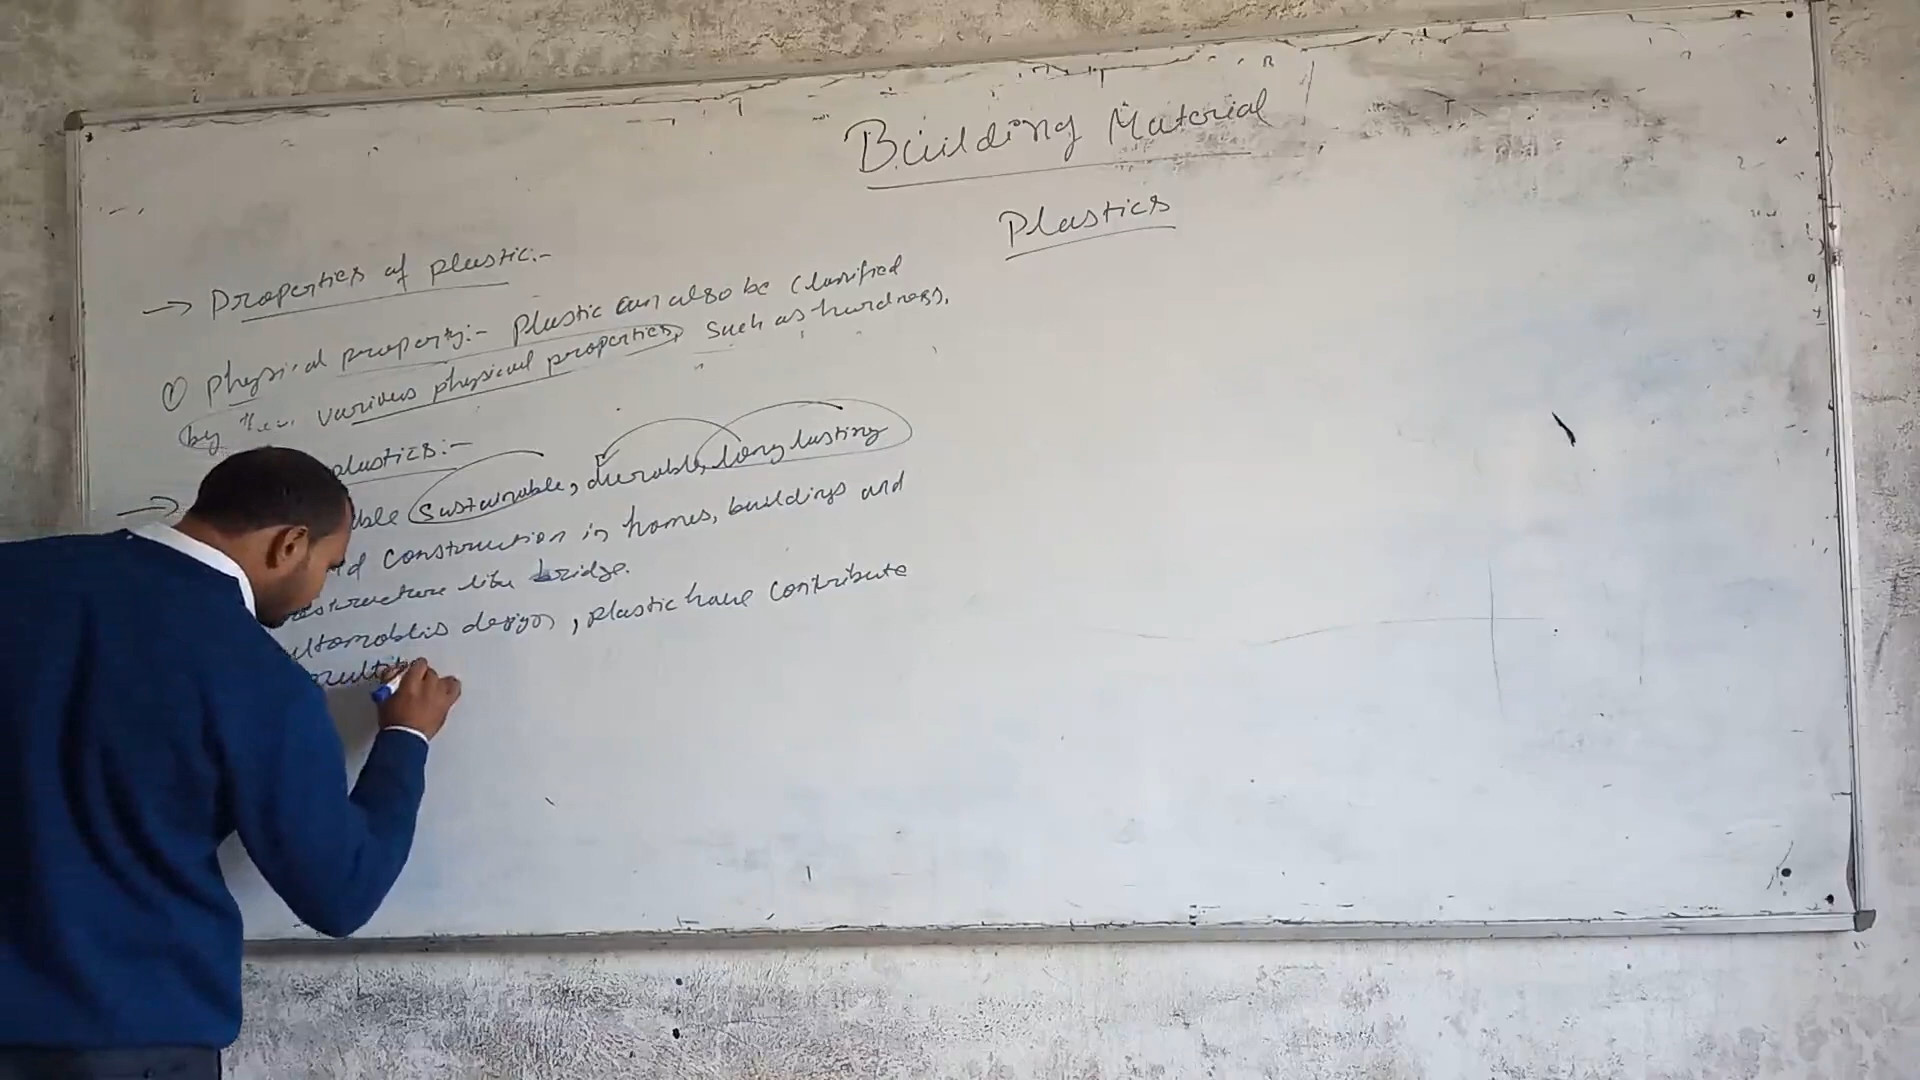 Building Material
Plastics
→ Properties of plastic:-
① Physical property:- Plastic can also be classified
by various physical properties, such as hardness,
plastics:-
→ Sustainable, durable, long lasting
construction in homes, buildings and
like bridge.
design, plastic have contribute